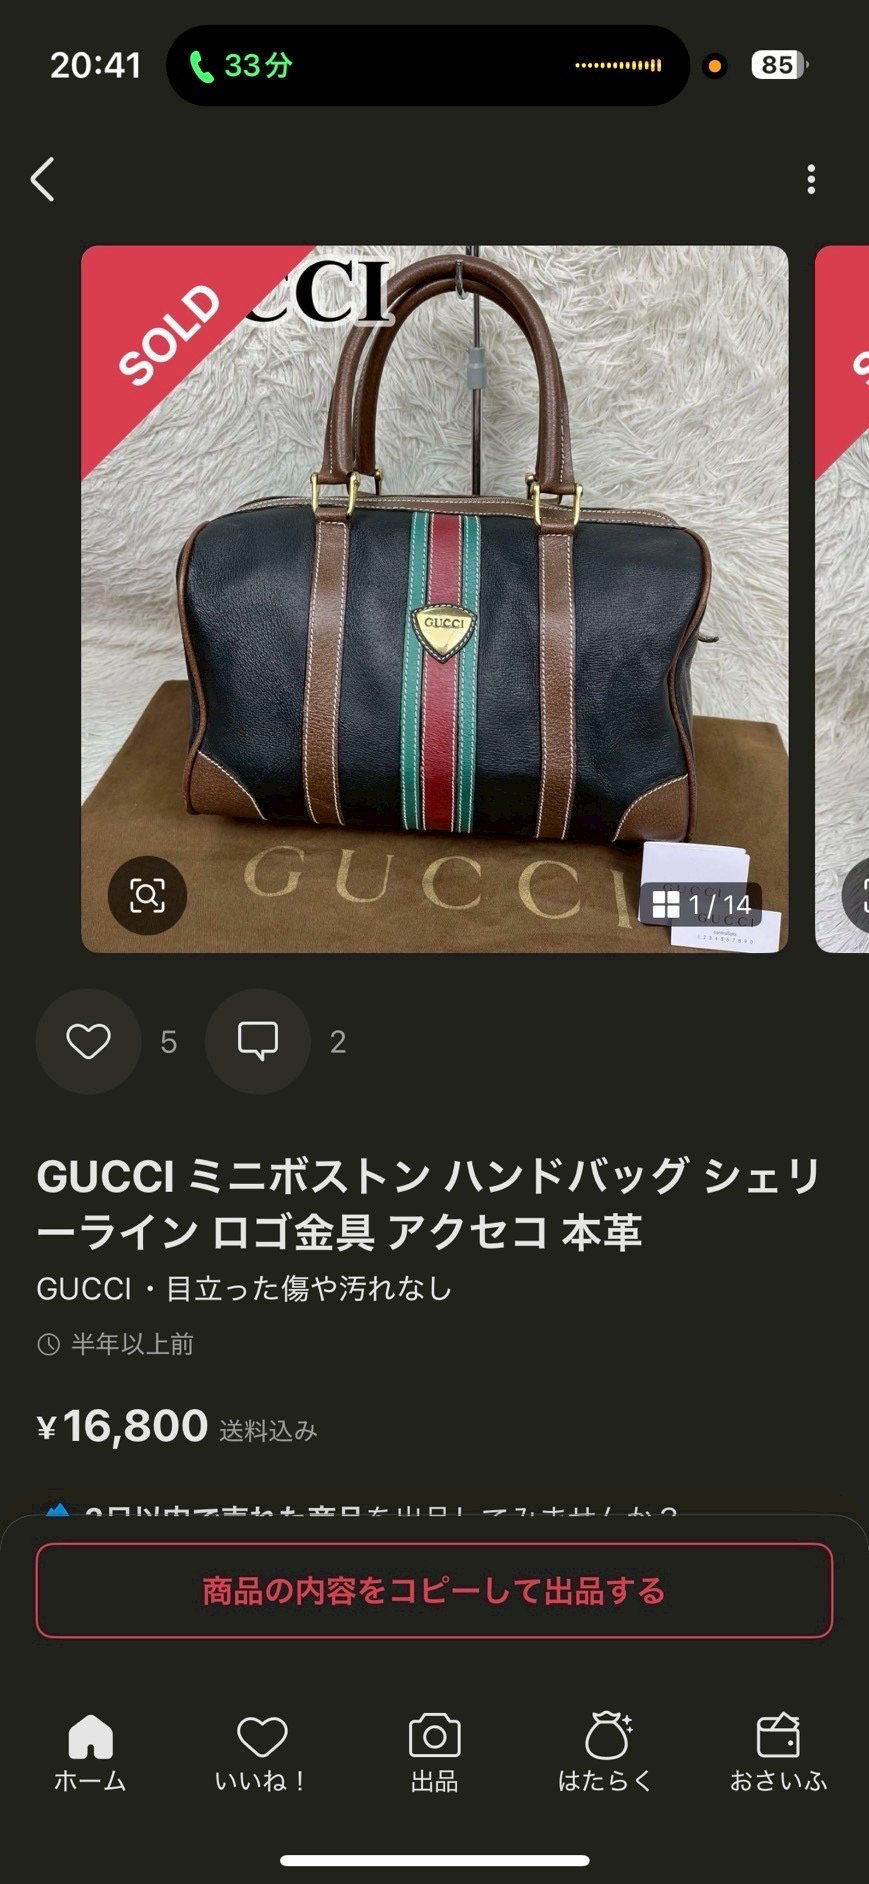 20:41
33分
85
SOLD
CCI
GUCCI
GUCCI
GUCCI
controllato
1234567890
1/14
5
2
GUCCI ミニボストン ハンドバッグ シェリ
ーライン ロゴ金具 アクセコ 本革
GUCCI・目立った傷や汚れなし
半年以上前
¥16,800 送料込み
商品の内容をコピーして出品する
ホーム
いいね！
出品
はたらく
おさいふ